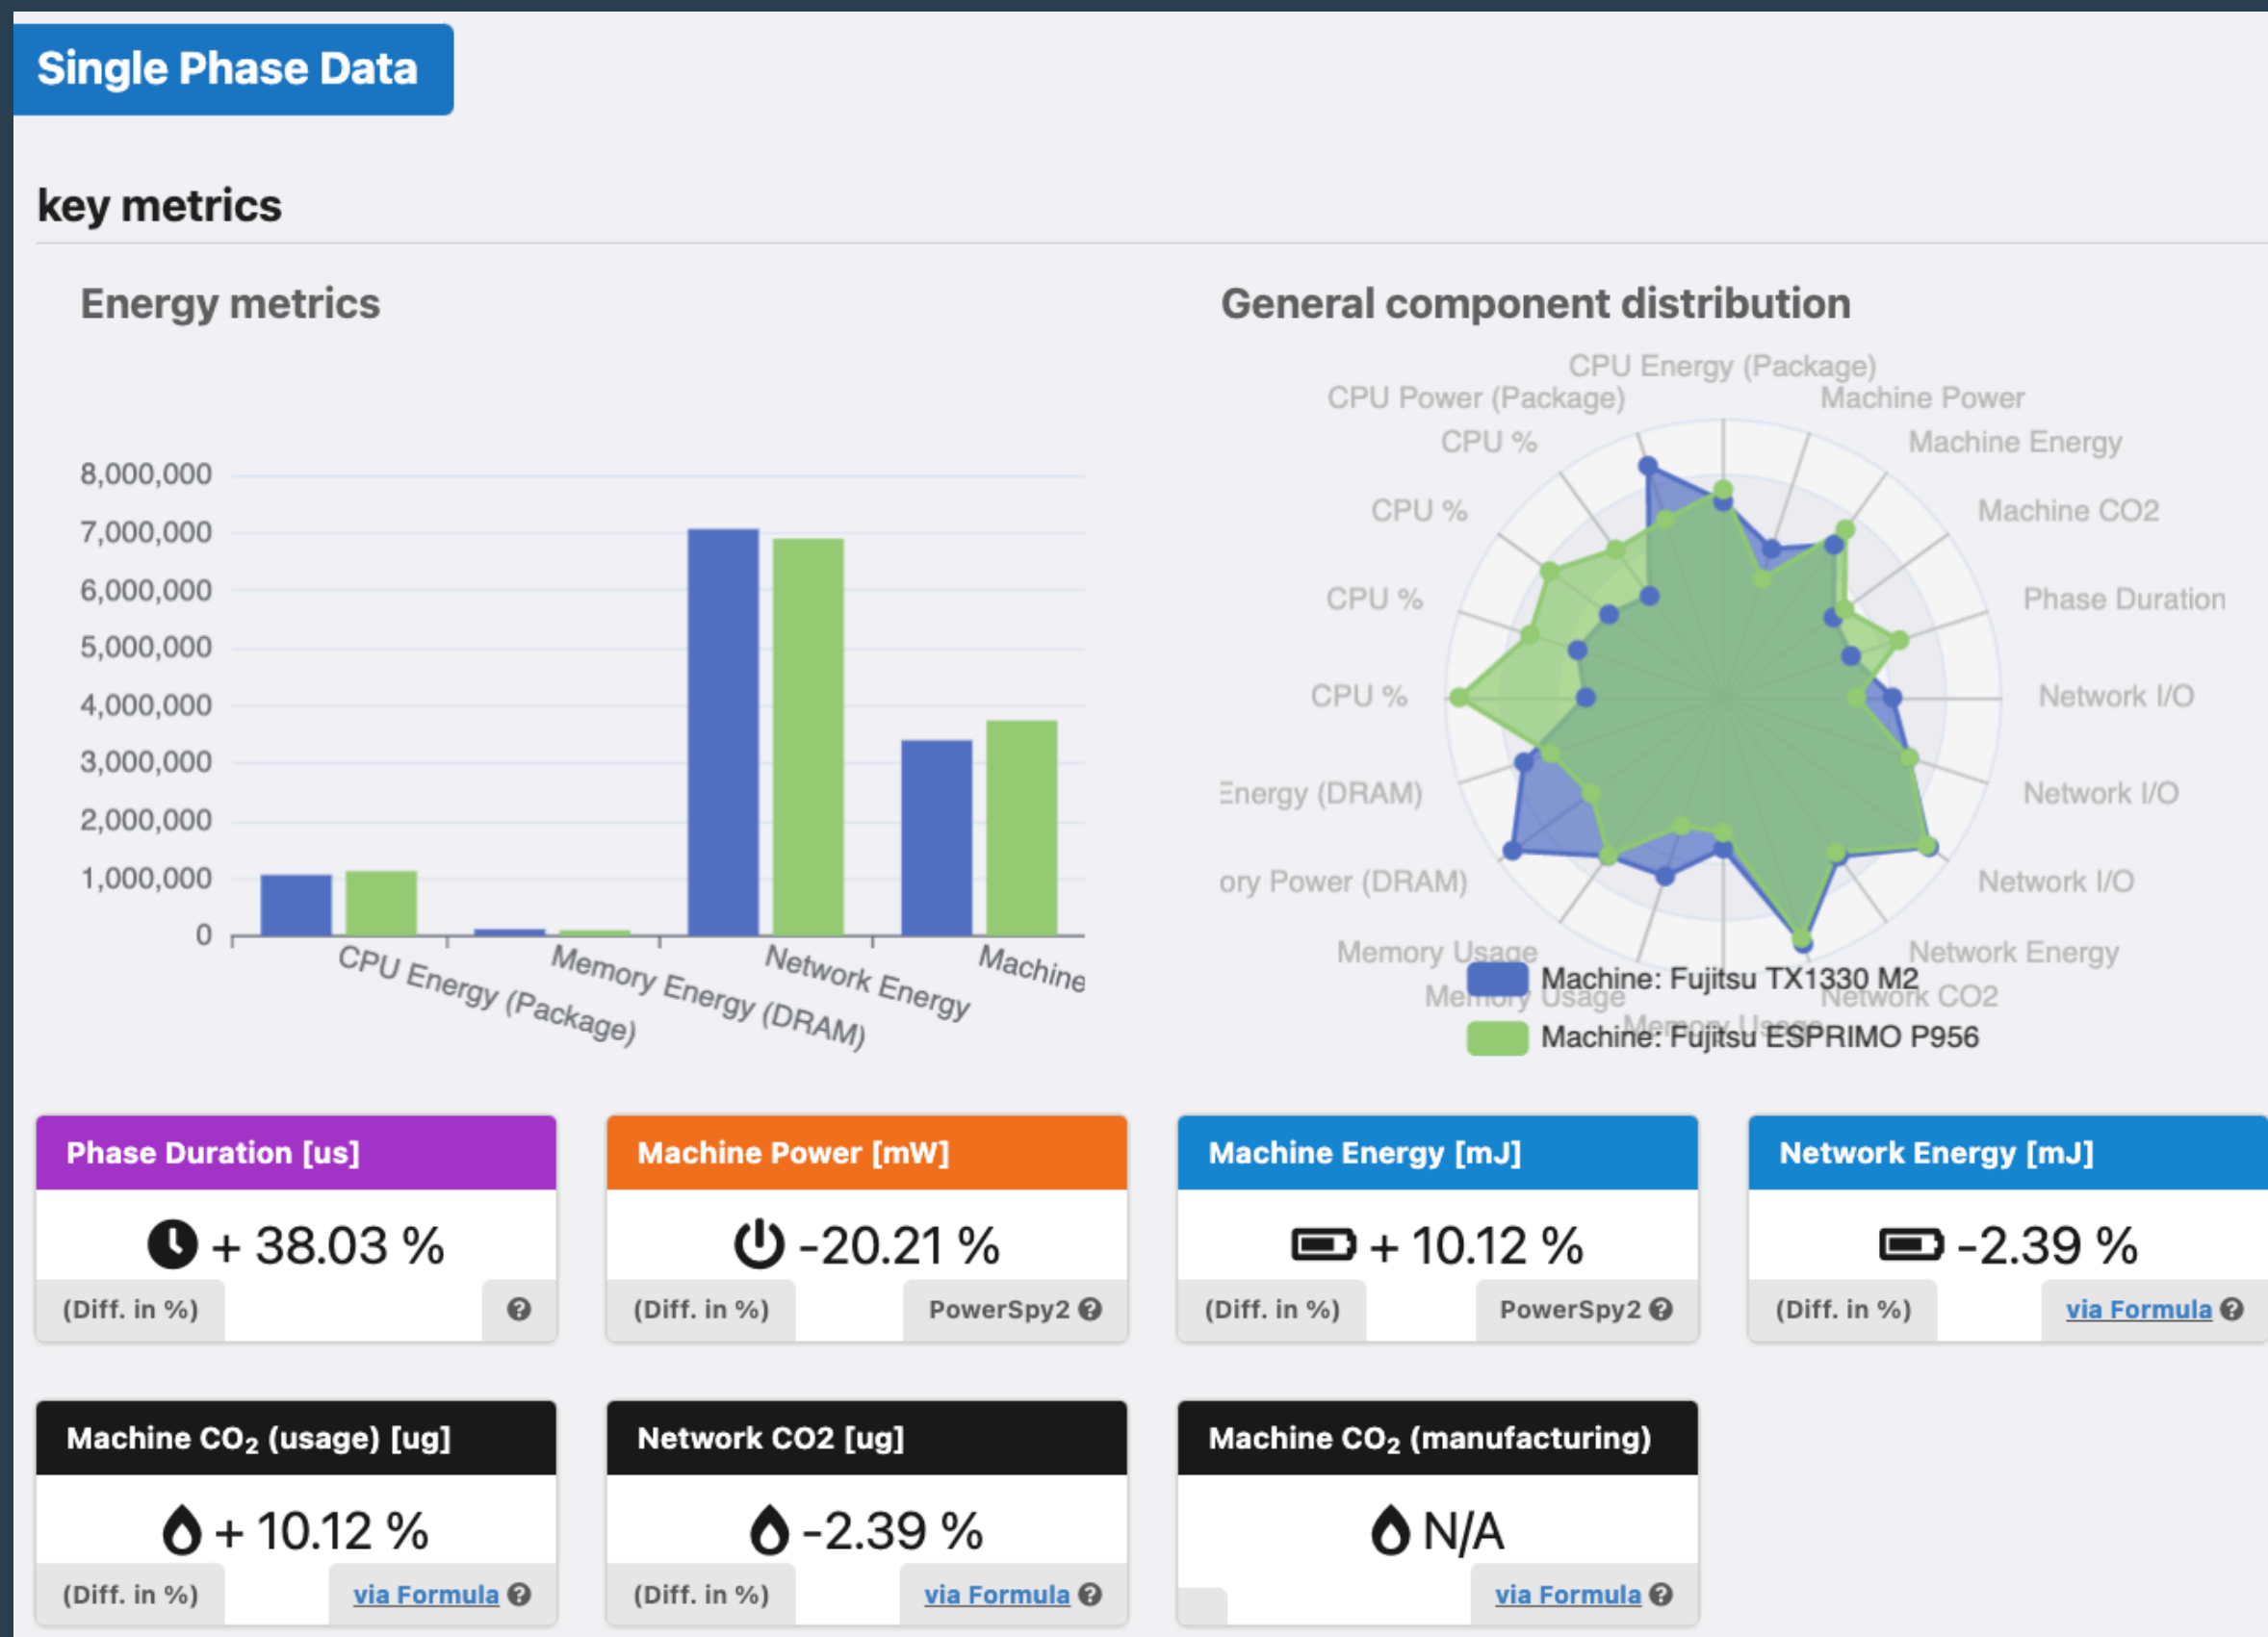 Single Phase Data
key metrics
Energy metrics
8,000,000
7,000,000
6,000,000
5,000,000
4,000,000
3,000,000
2,000,000
1,000,000
0
CPU Energy (Package)
Memory Energy (DRAM)
Network Energy
Machine
General component distribution
CPU Energy (Package)
CPU Power (Package)
Machine Power
CPU %
Machine Energy
CPU %
Machine CO2
CPU %
Phase Duration
CPU %
Network I/O
Energy (DRAM)
Network I/O
ory Power (DRAM)
Network I/O
Memory Usage
Network Energy
Memory Usage
Network CO2
Memory Usage
Machine: Fujitsu TX1330 M2
Machine: Fujitsu ESPRIMO P956
Phase Duration [us]
+ 38.03 %
(Diff. in %)
Machine Power [mW]
-20.21 %
(Diff. in %) PowerSpy2
Machine Energy [mJ]
+ 10.12 %
(Diff. in %) PowerSpy2
Network Energy [mJ]
-2.39 %
(Diff. in %) via Formula
Machine CO₂ (usage) [ug]
+ 10.12 %
(Diff. in %) via Formula
Network CO2 [ug]
-2.39 %
(Diff. in %) via Formula
Machine CO₂ (manufacturing)
N/A
via Formula